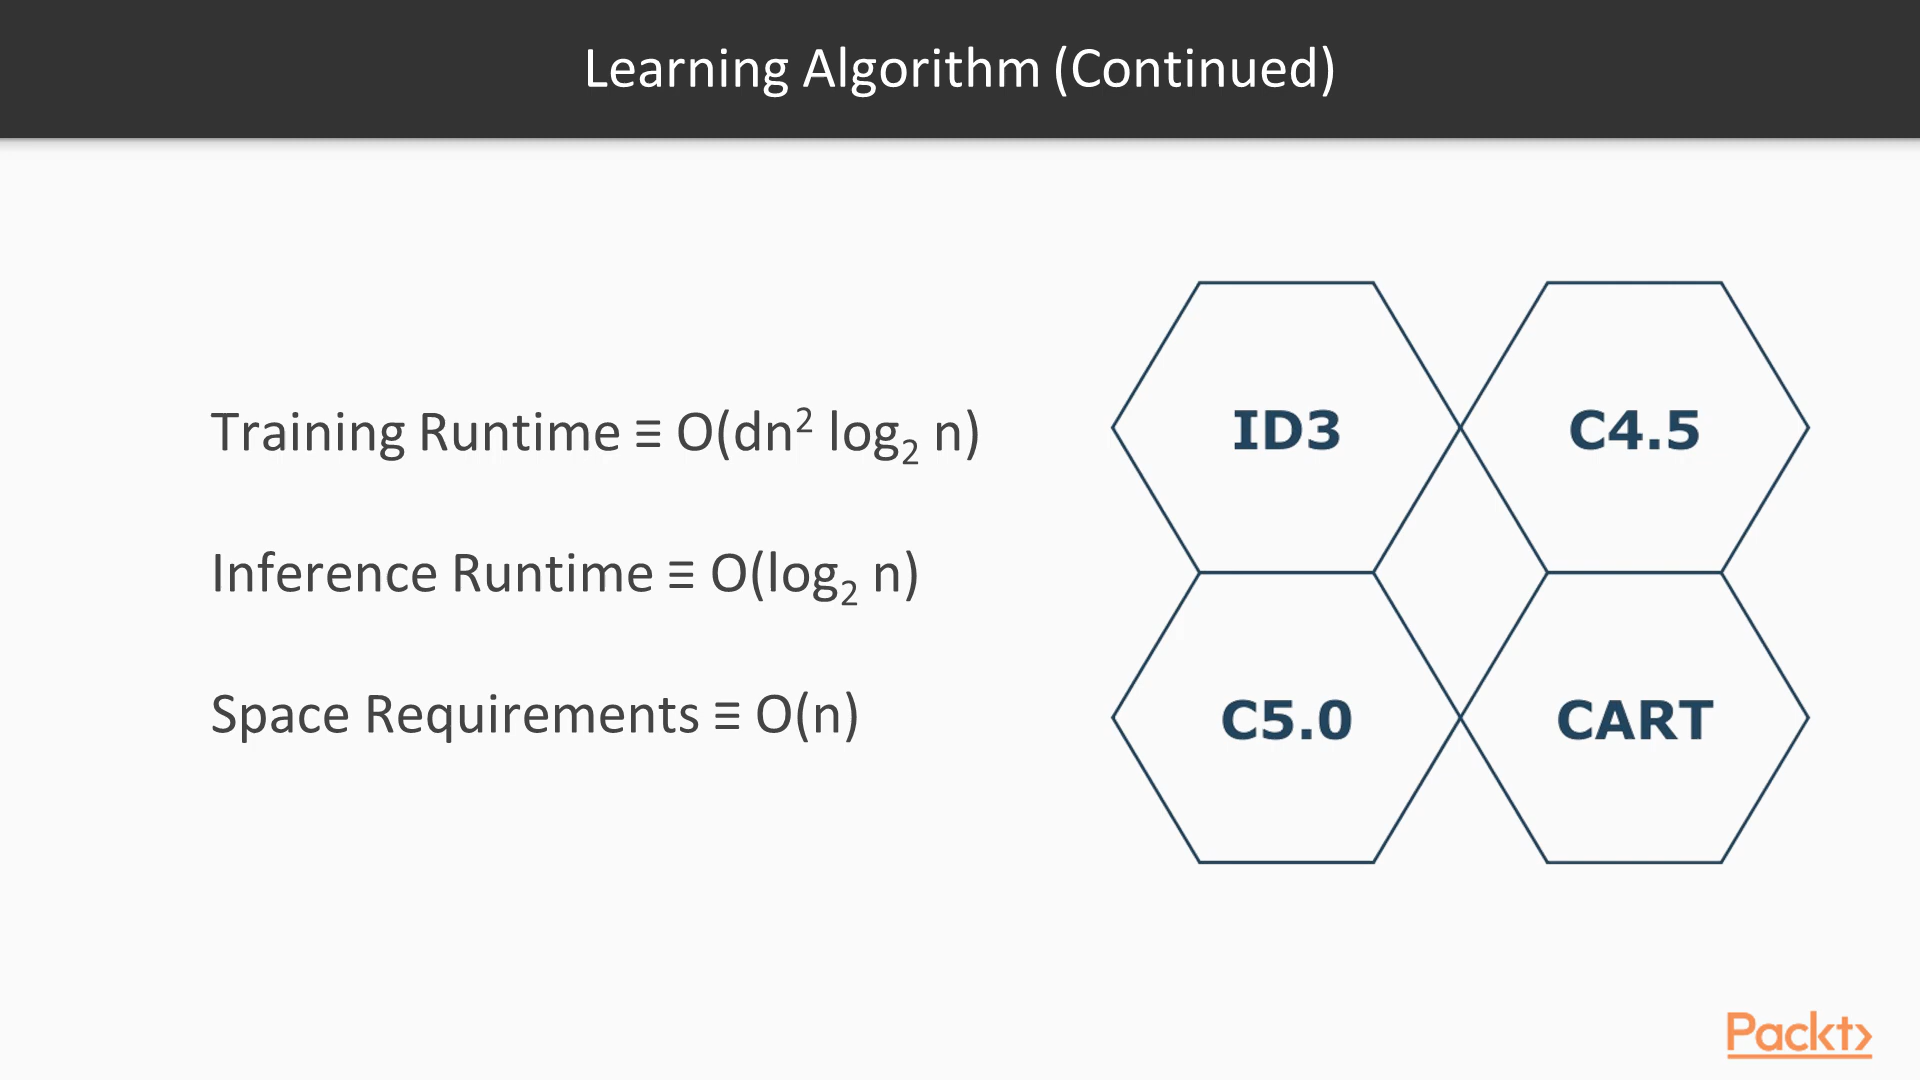 Learning Algorithm (Continued)
Training Runtime ≡ O(dn² log₂ n)
Inference Runtime ≡ O(log₂ n)
Space Requirements ≡ O(n)
ID3
C4.5
C5.0
CART
Packt>